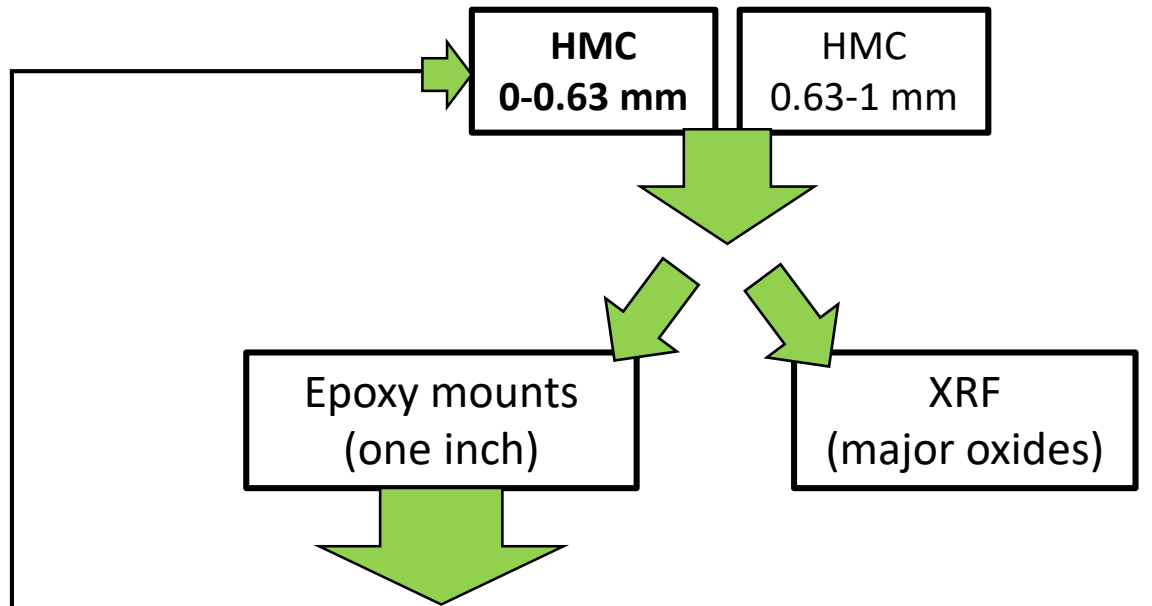 HMC
0-0.63 mm
HMC
0.63-1 mm
Epoxy mounts
(one inch)
XRF
(major oxides)